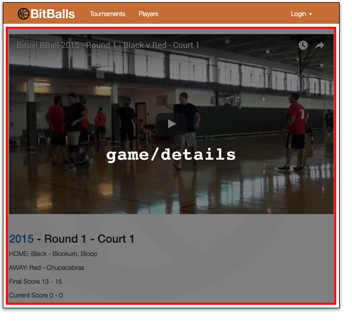 BitBalls Tournaments Players Login
Bitovi BBall 2015 - Round 1 - Black v Red - Court 1
game/details
2015 - Round 1 - Court 1
HOME: Black - Blookum, Bloop
AWAY: Red - Chupacabras
Final Score 13 - 15
Current Score 0 - 0